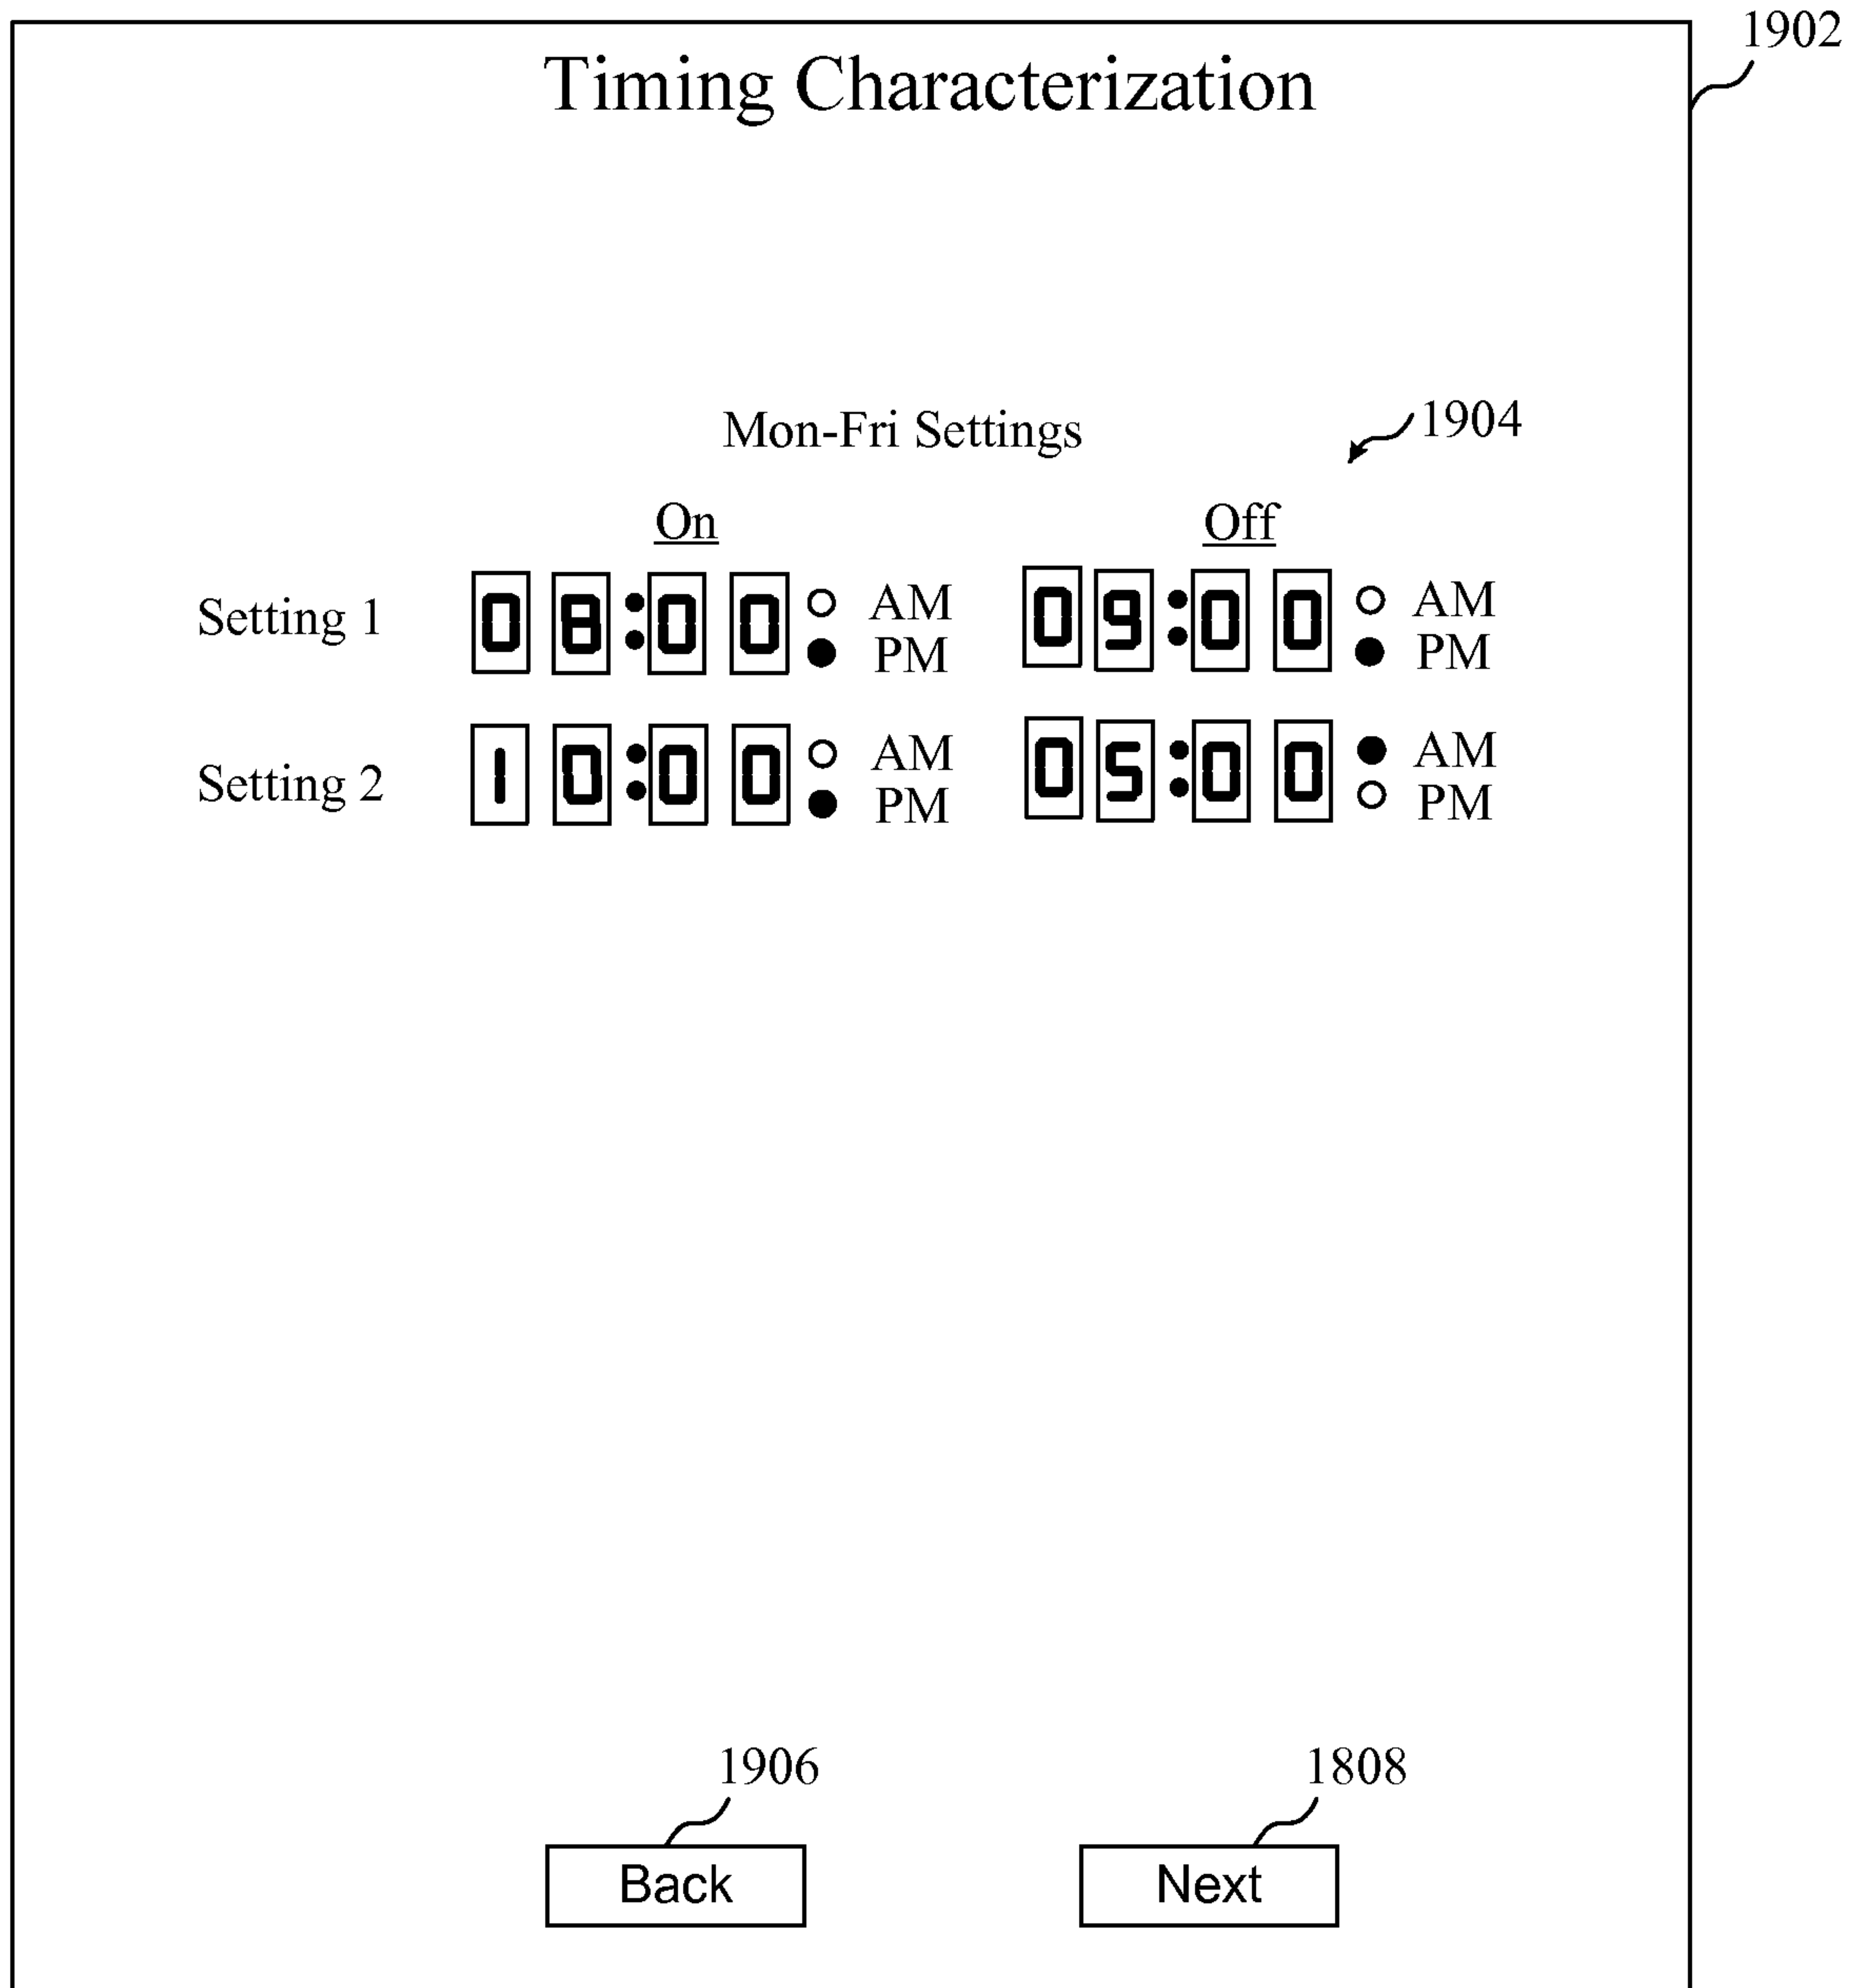 1902
Timing Characterization
Mon-Fri Settings
1904
On Off
Setting 1 08:00 AM PM 09:00 AM PM
Setting 2 10:00 AM PM 05:00 AM PM
1906 1808
Back Next